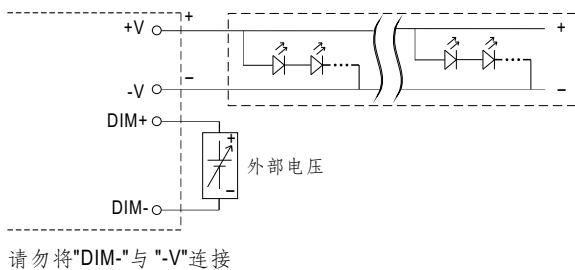 +V
+
+
-V
−
−
DIM+
+
外部电压
−
DIM-
请勿将"DIM-"与 "-V"连接